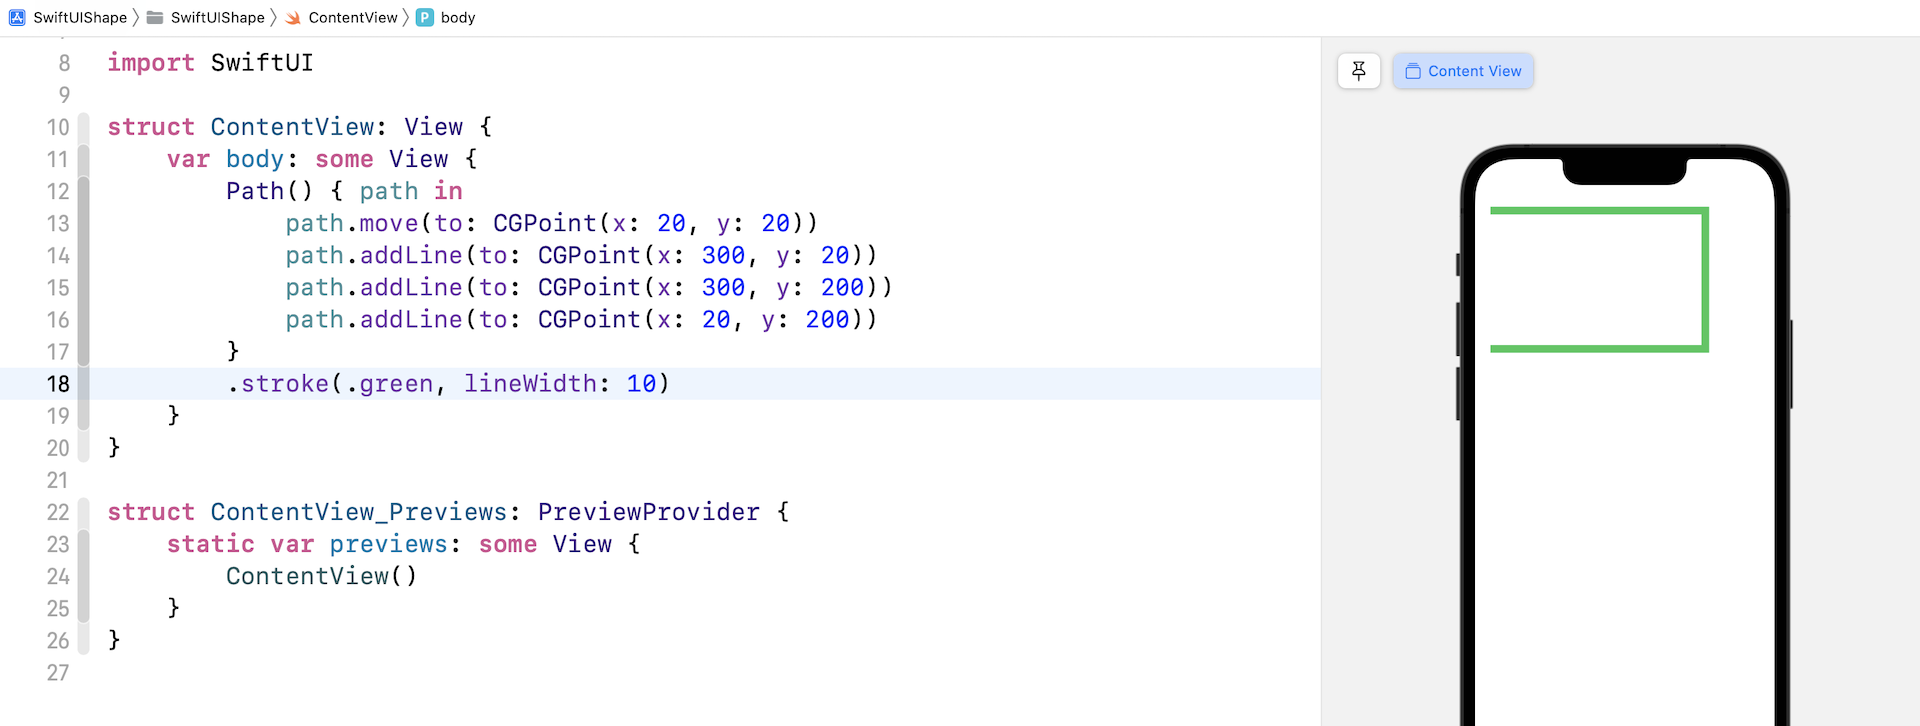 SwiftUIShape 〉 SwiftUIShape 〉 ContentView 〉 P body
8 import SwiftUI
9
10 struct ContentView: View {
11     var body: some View {
12         Path() { path in
13             path.move(to: CGPoint(x: 20, y: 20))
14             path.addLine(to: CGPoint(x: 300, y: 20))
15             path.addLine(to: CGPoint(x: 300, y: 200))
16             path.addLine(to: CGPoint(x: 20, y: 200))
17         }
18         .stroke(.green, lineWidth: 10)
19     }
20 }
21
22 struct ContentView_Previews: PreviewProvider {
23     static var previews: some View {
24         ContentView()
25     }
26 }
27
Content View